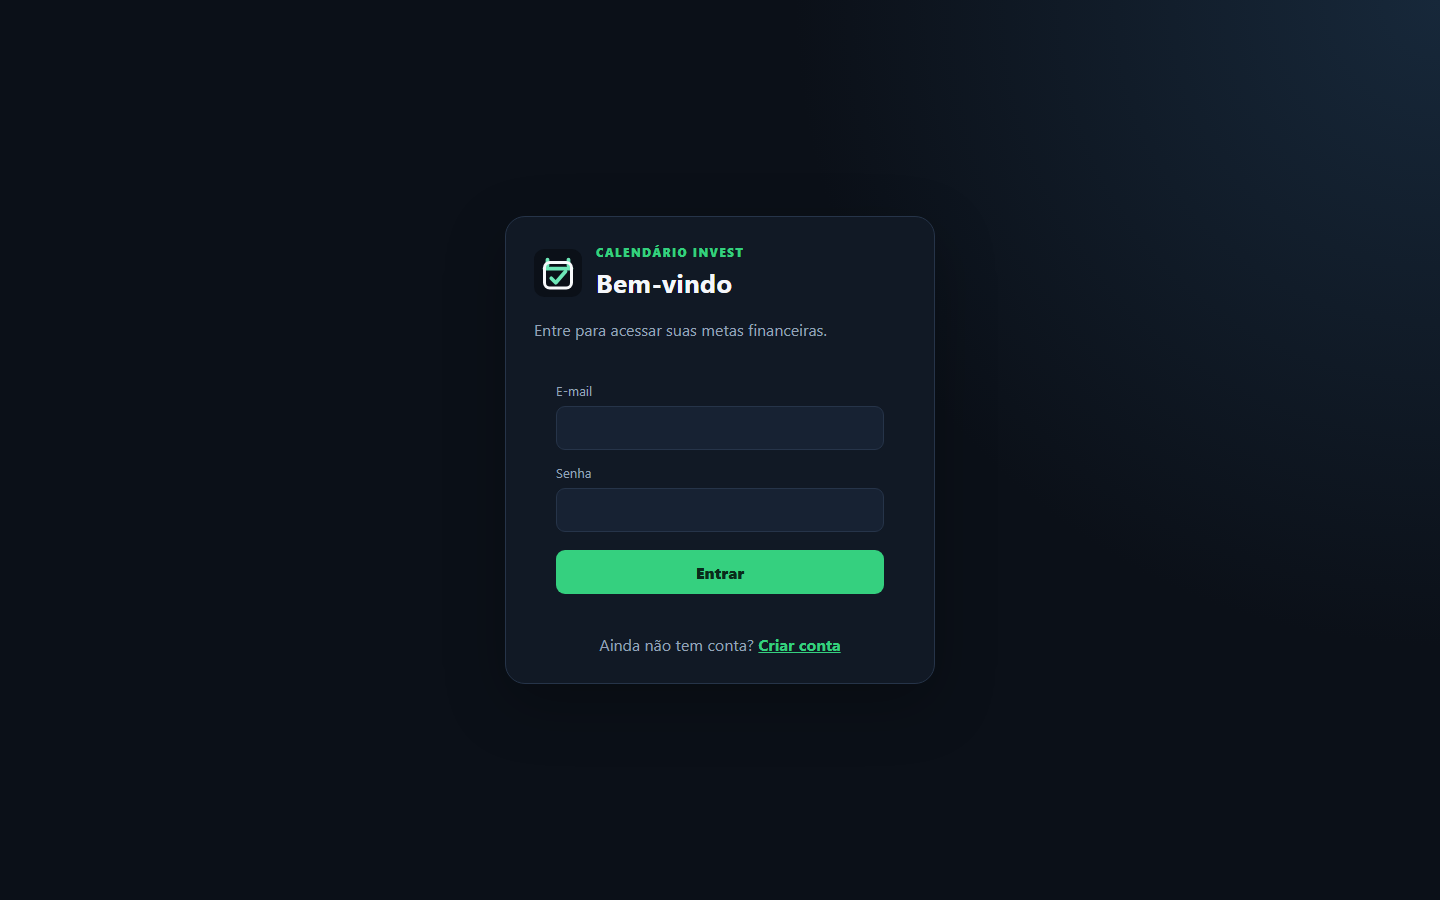 CALENDÁRIO INVEST
Bem-vindo
Entre para acessar suas metas financeiras.
E-mail
Senha
Entrar
Ainda não tem conta? Criar conta